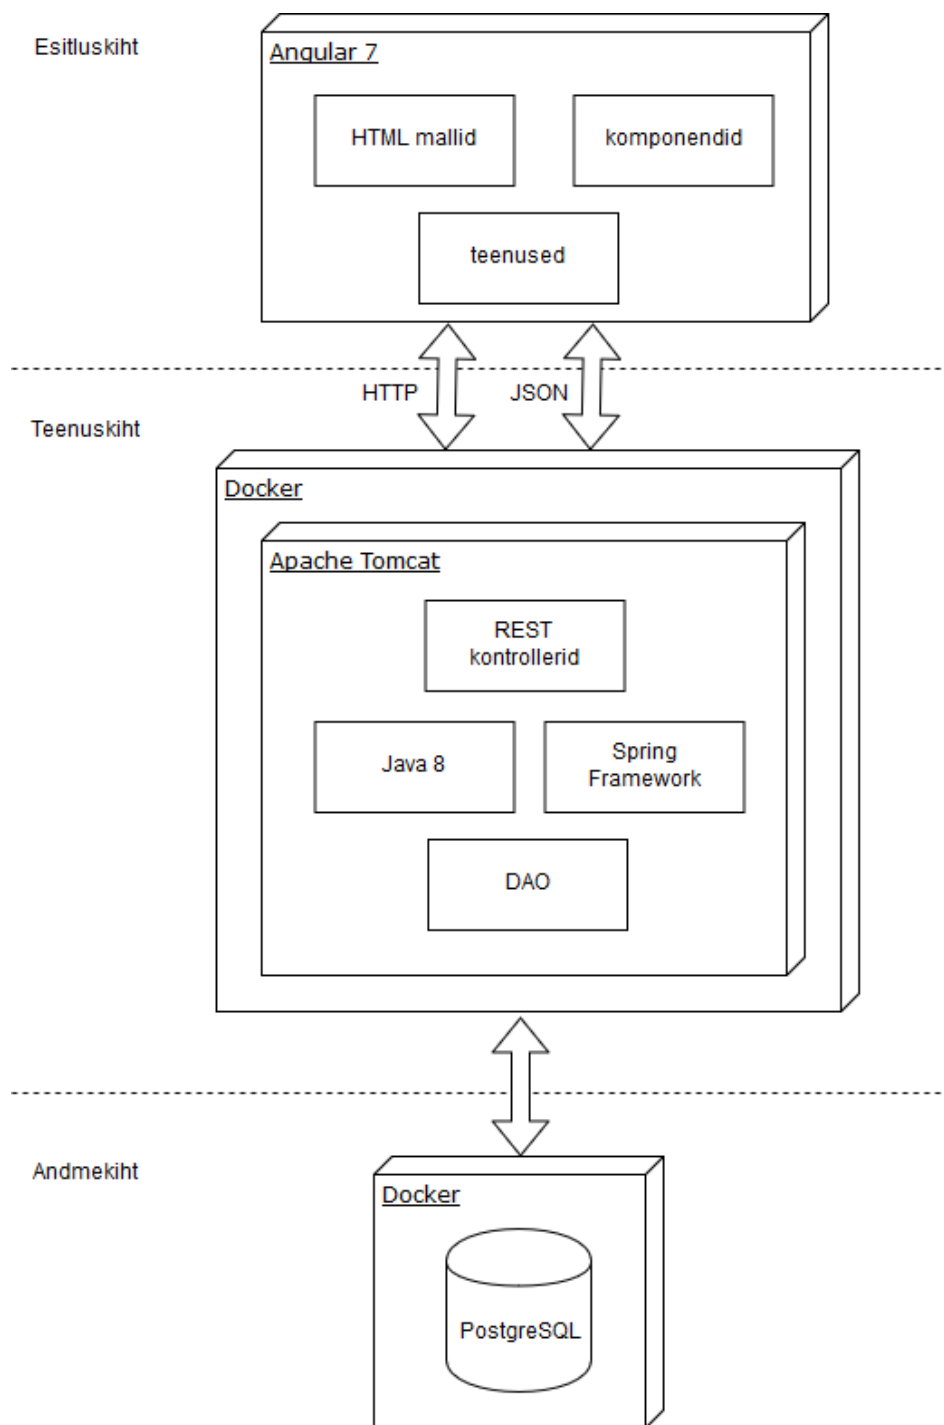 Esitluskiht
Angular 7
HTML mallid
komponendid
teenused
HTTP
JSON
Teenuskiht
Docker
Apache Tomcat
REST
kontrollerid
Java 8
Spring
Framework
DAO
Andmekiht
Docker
PostgreSQL